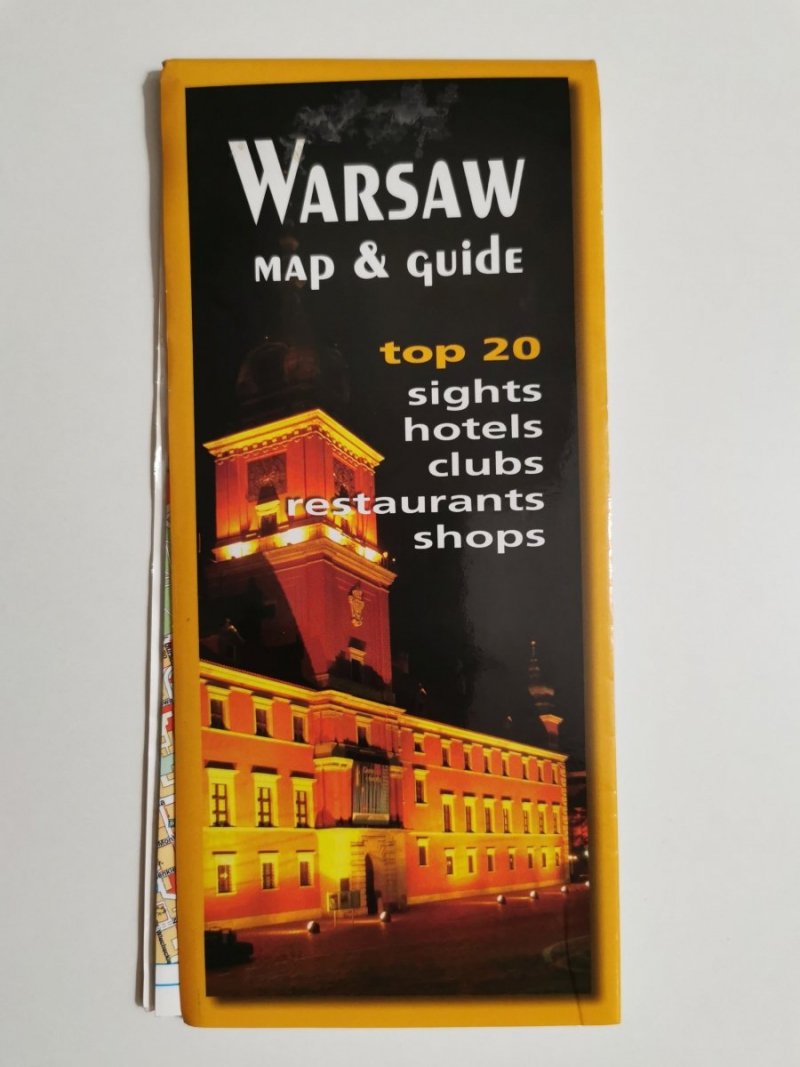 WARSAW
MAP & GUIDE
top 20
sights
hotels
clubs
restaurants
shops